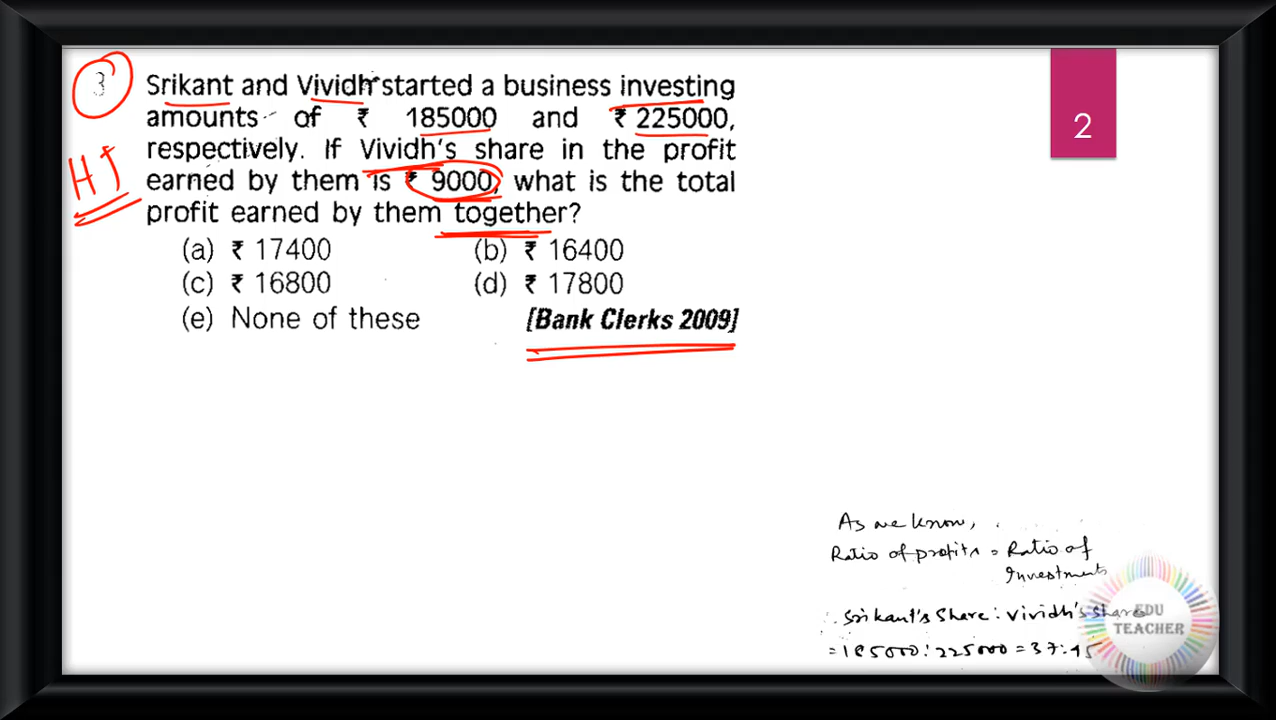 2
3
Srikant and Vividh started a business investing
amounts of ₹ 185000 and ₹ 225000,
respectively. If Vividh's share in the profit
earned by them is ₹ 9000, what is the total
profit earned by them together?
(a) ₹ 17400 (b) ₹ 16400
(c) ₹ 16800 (d) ₹ 17800
(e) None of these [Bank Clerks 2009]
As we know,
Ratio of profits = Ratio of
Investments
∴ Srikant's Share : Vividh's Share
= 185000 : 225000 = 37:45
EDU
TEACHER